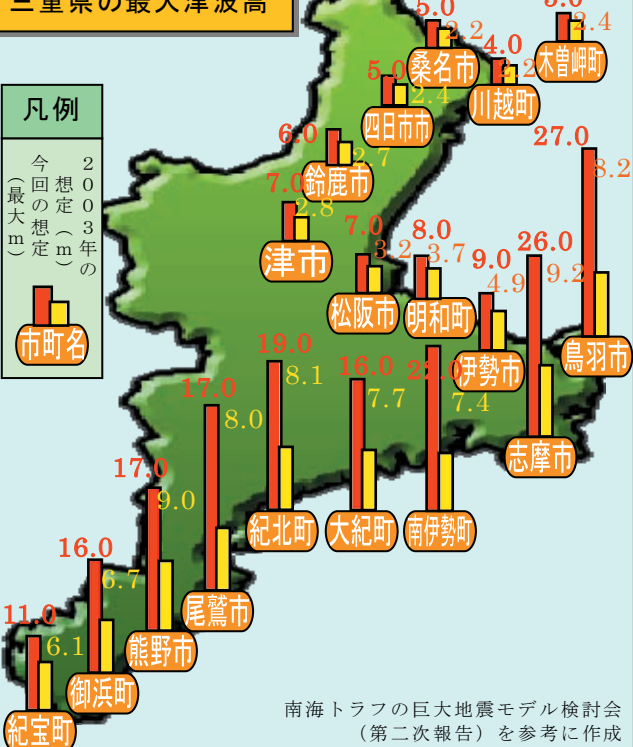 三重県の最大津波高
凡例
2003年の
想定(m)
今回の想定
(最大m)
市町名
5.0
2.2
桑名市
2.4
木曽岬町
4.0
2.2
川越町
5.0
2.4
四日市市
6.0
2.7
鈴鹿市
7.0
2.8
津市
7.0
3.2
松阪市
8.0
3.7
明和町
9.0
4.9
伊勢市
27.0
8.2
鳥羽市
26.0
9.2
志摩市
22.0
7.4
南伊勢町
16.0
7.7
大紀町
19.0
8.1
紀北町
17.0
8.0
尾鷲市
17.0
9.0
熊野市
16.0
6.7
御浜町
11.0
6.1
紀宝町
南海トラフの巨大地震モデル検討会
(第二次報告)を参考に作成